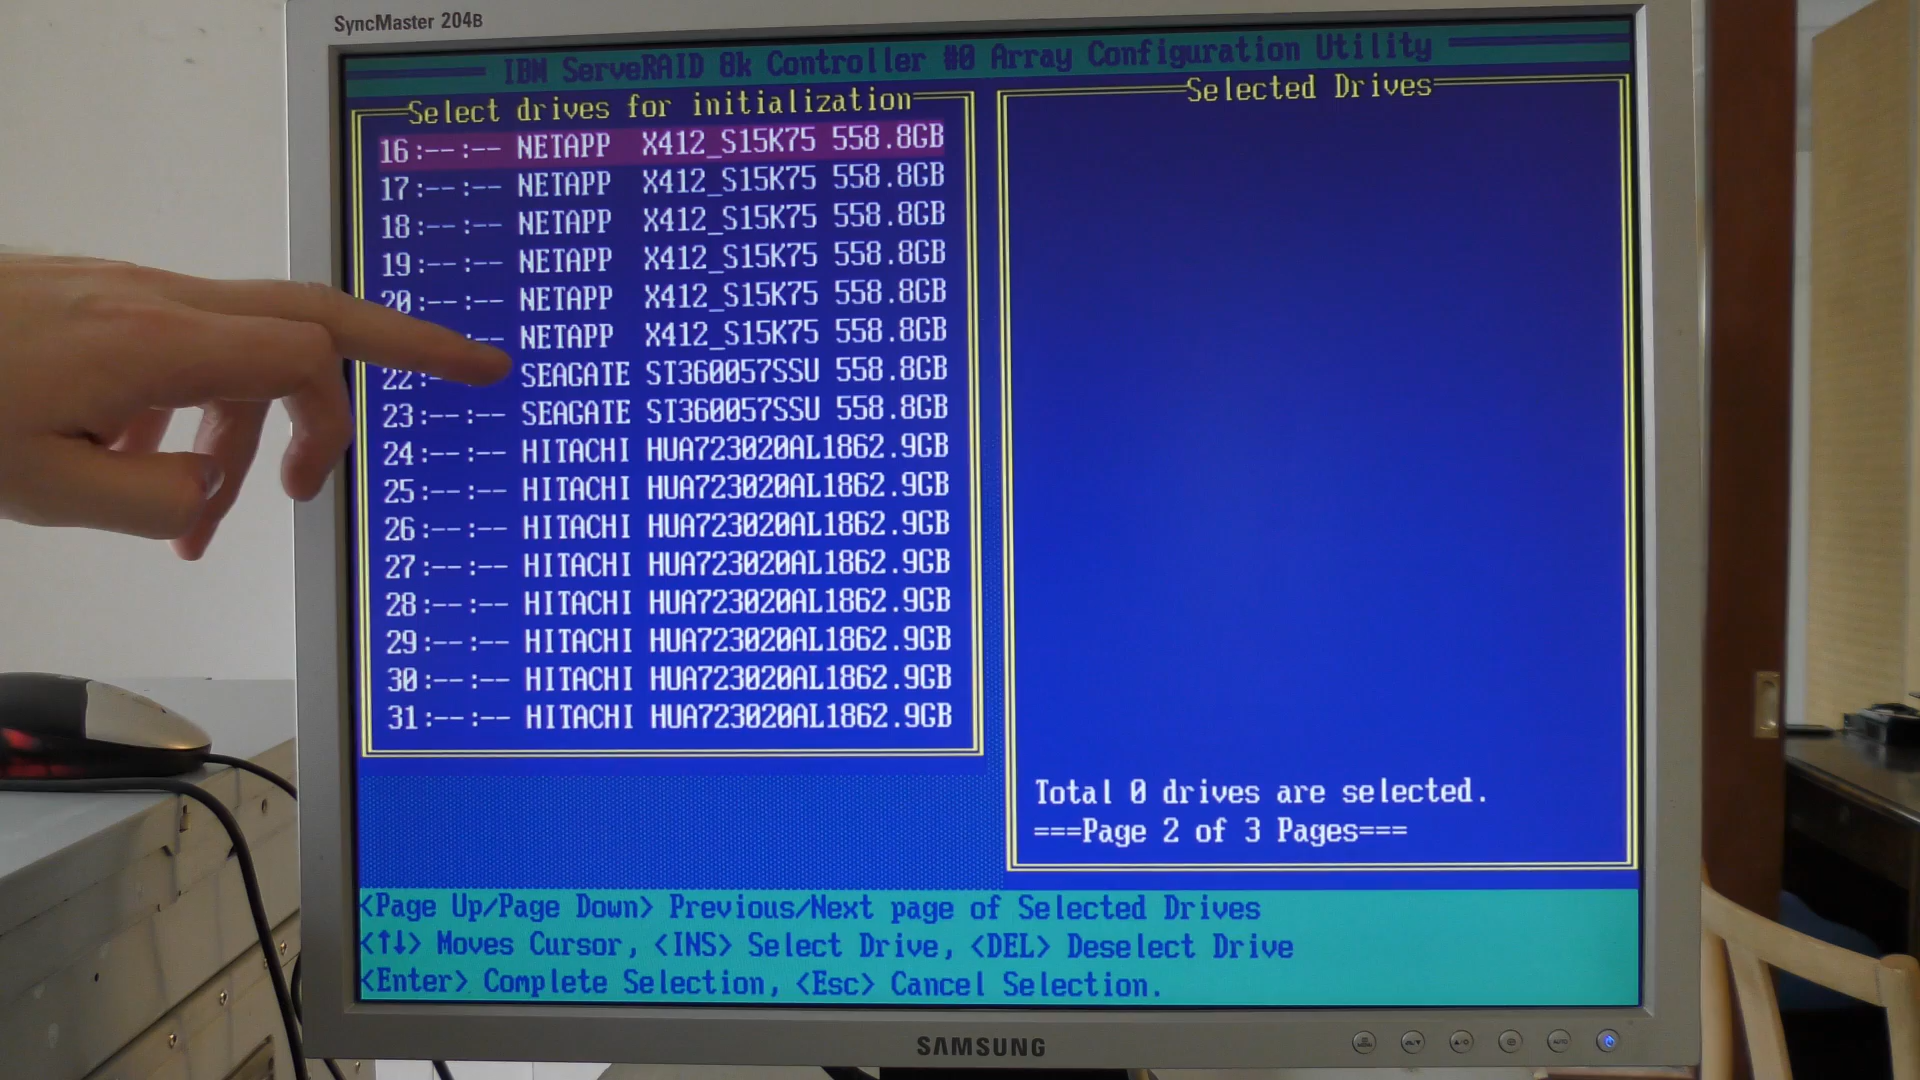 SyncMaster 204B
IBM ServeRAID 8k Controller #0 Array Configuration Utility
Select drives for initialization
16:--:-- NETAPP X412_S15K75 558.8GB
17:--:-- NETAPP X412_S15K75 558.8GB
18:--:-- NETAPP X412_S15K75 558.8GB
19:--:-- NETAPP X412_S15K75 558.8GB
20:--:-- NETAPP X412_S15K75 558.8GB
-- NETAPP X412_S15K75 558.8GB
22:- SEAGATE ST360057SSU 558.8GB
23:--:-- SEAGATE ST360057SSU 558.8GB
24:--:-- HITACHI HUA723020AL1862.9GB
25:--:-- HITACHI HUA723020AL1862.9GB
26:--:-- HITACHI HUA723020AL1862.9GB
27:--:-- HITACHI HUA723020AL1862.9GB
28:--:-- HITACHI HUA723020AL1862.9GB
29:--:-- HITACHI HUA723020AL1862.9GB
30:--:-- HITACHI HUA723020AL1862.9GB
31:--:-- HITACHI HUA723020AL1862.9GB
Selected Drives
Total 0 drives are selected.
===Page 2 of 3 Pages===
<Page Up/Page Down> Previous/Next page of Selected Drives
<↑↓> Moves Cursor, <INS> Select Drive, <DEL> Deselect Drive
<Enter> Complete Selection, <Esc> Cancel Selection.
SAMSUNG